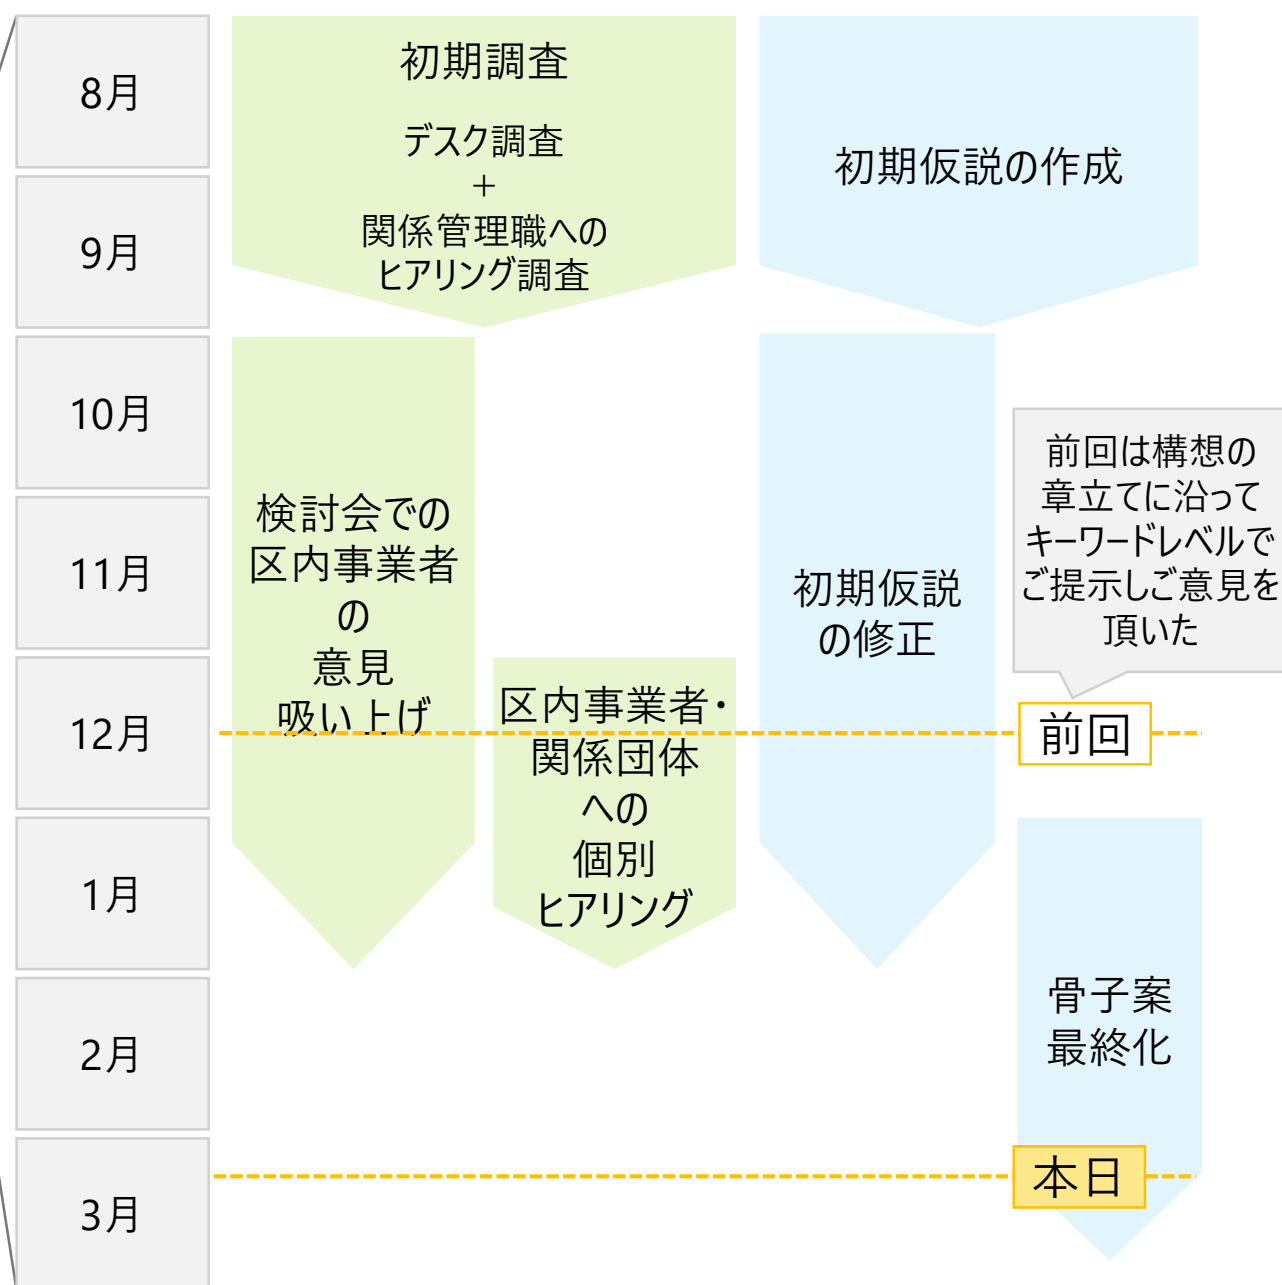 8月
9月
10月
11月
12月
1月
2月
3月
初期調査
デスク調査
+
関係管理職への
ヒアリング調査
初期仮説の作成
検討会での
区内事業者
の
意見
吸い上げ
区内事業者・
関係団体
への
個別
ヒアリング
初期仮説
の修正
前回は構想の
章立てに沿って
キーワードレベルで
ご提示しご意見を
頂いた
前回
骨子案
最終化
本日